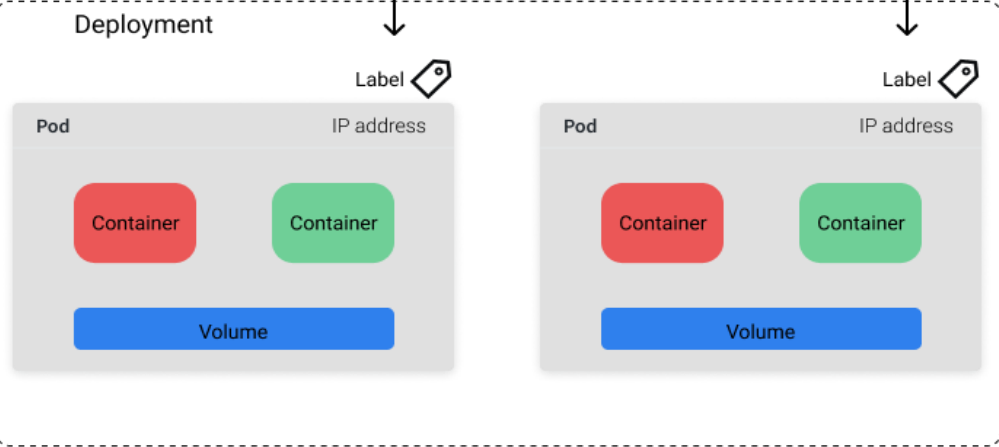 Deployment
Label
Label
Pod IP address
Pod IP address
Container Container
Container Container
Volume
Volume